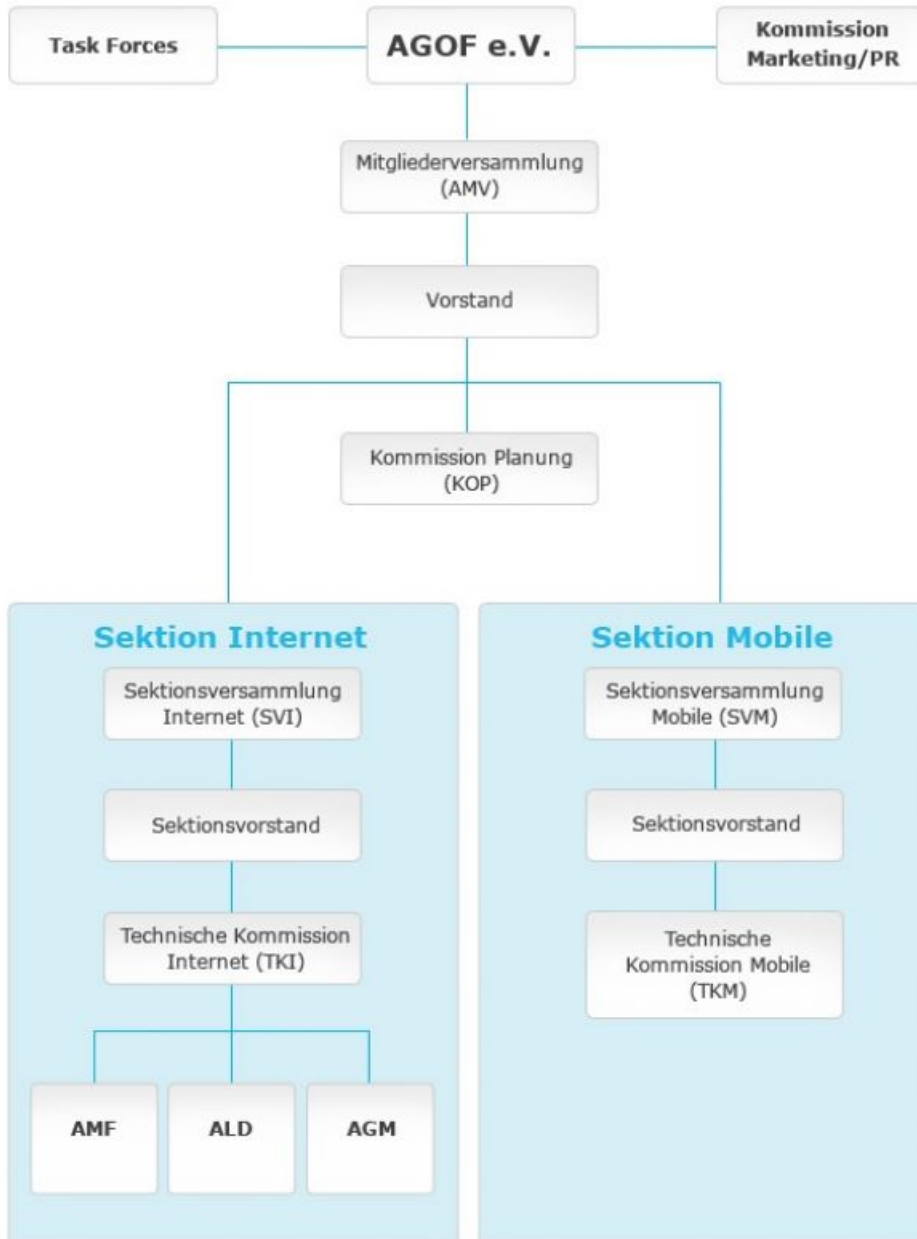 Task Forces
AGOF e.V.
Kommission
Marketing/PR
Mitgliederversammlung
(AMV)
Vorstand
Kommission Planung
(KOP)
Sektion Internet
Sektionsversammlung
Internet (SVI)
Sektionsvorstand
Technische Kommission
Internet (TKI)
AMF
ALD
AGM
Sektion Mobile
Sektionsversammlung
Mobile (SVM)
Sektionsvorstand
Technische
Kommission Mobile
(TKM)